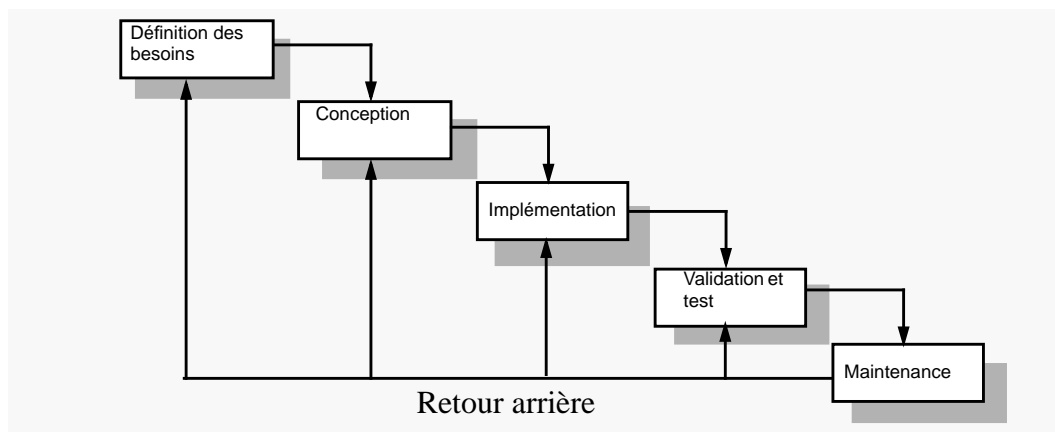 Définition des
besoins
Conception
Implémentation
Validation et
test
Maintenance
Retour arrière